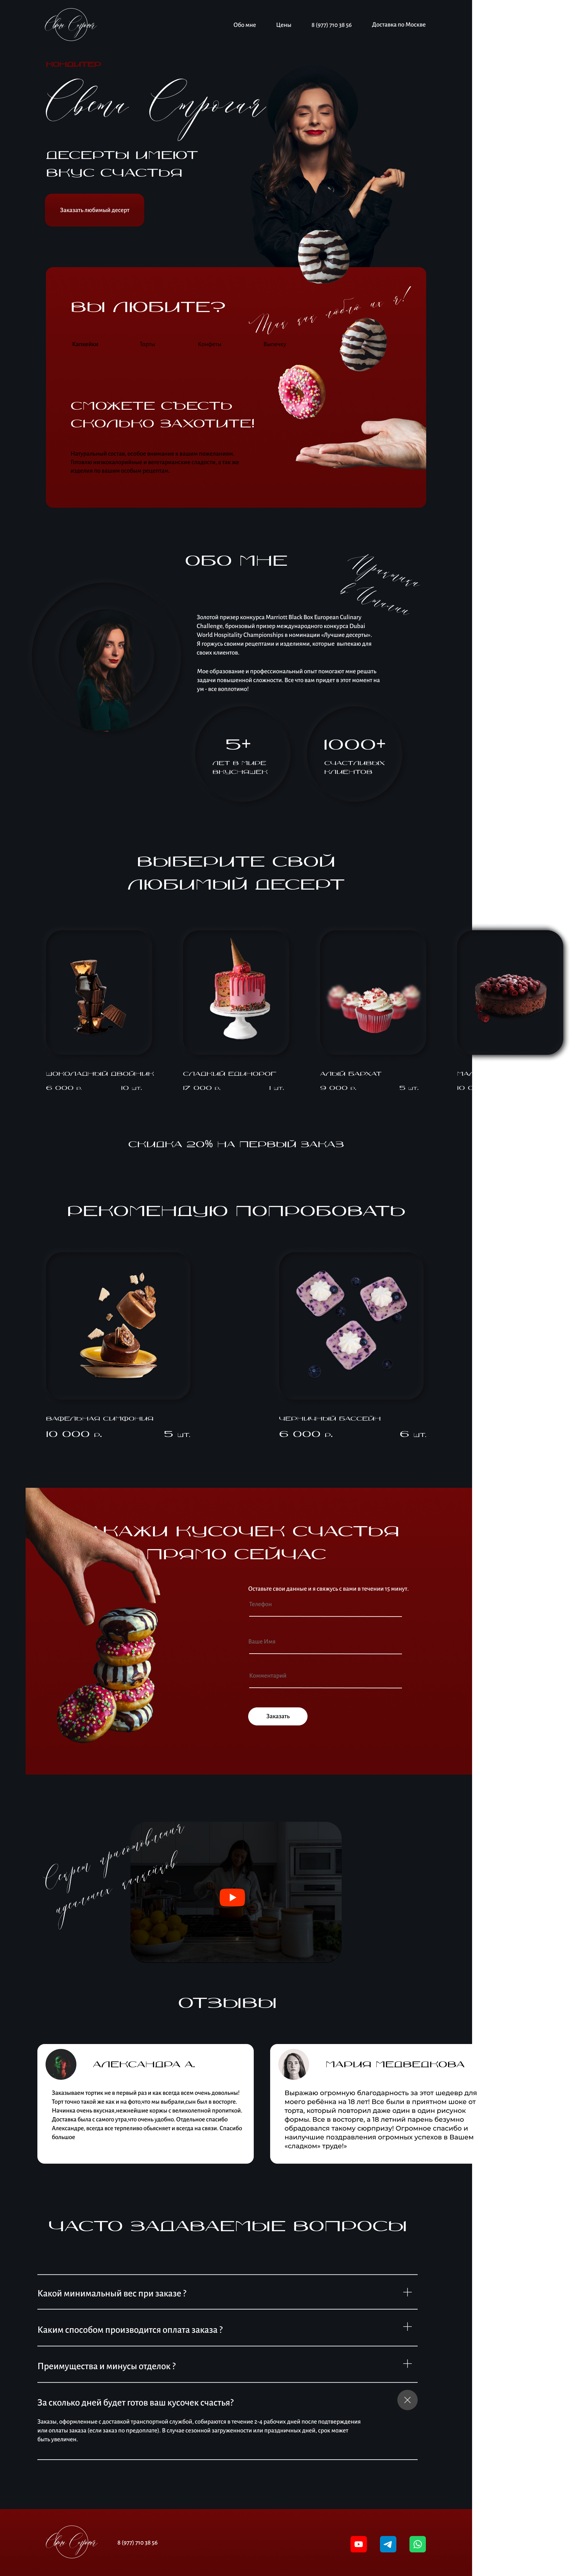 Свет Строгая
Обо мне
Цены
8 (977) 710 38 56
Доставка по Москве
КОНДИТЕР
Света Строгая
ДЕСЕРТЫ ИМЕЮТ
ВКУС СЧАСТЬЯ
Заказать любимый десерт
ВЫ ЛЮБИТЕ?
Так как люблю их я!
Торты
Конфеты
СМОЖЕТЕ СЪЕСТЬ
СКОЛЬКО ЗАХОТИТЕ!
ОБО МНЕ
Практика
в Италии
Золотой призер конкурса Marriott Black Box European Culinary
Challenge, бронзовый призер международного конкурса Dubai
World Hospitality Championships в номинации «Лучшие десерты».
Я горжусь своими рецептами и изделиями, которые выпекаю для
своих клиентов.
Мое образование и профессиональный опыт помогают мне решать
задачи повышенной сложности. Все что вам придет в этот момент на
ум - все воплотимо!
5+
ЛЕТ В МИРЕ
ВКУСНЯШЕК
1000+
СЧАСТЛИВЫХ
КЛИЕНТОВ
ВЫБЕРИТЕ СВОЙ
ЛЮБИМЫЙ ДЕСЕРТ
ШОКОЛАДНЫЙ ДВОЙНИК
6 000 р.
10 шт.
СЛАДКИЙ ЕДИНОРОГ
17 000 р.
1 шт.
АЛЫЙ БАРХАТ
9 000 р.
5 шт.
МАЛ
10 0
СКИДКА 20% НА ПЕРВЫЙ ЗАКАЗ
РЕКОМЕНДУЮ ПОПРОБОВАТЬ
ВАФЕЛЬНАЯ СИМФОНИЯ
10 000 р.
5 шт.
ЧЕРНИЧНЫЙ БАССЕЙН
6 000 р.
6 шт.
АКАЖИ КУСОЧЕК СЧАСТЬЯ
ПРЯМО СЕЙЧАС
Оставьте свои данные и я свяжусь с вами в течении 15 минут.
Телефон
Ваше Имя
Комментарий
Заказать
Секрет приготовления
идеальных капкейков
ОТЗЫВЫ
АЛЕКСАНДРА А.
Заказываем тортик не в первый раз и как всегда всем очень довольны!
Торт точно такой же как и на фото,что мы выбрали,сын был в восторге.
Начинка очень вкусная,нежнейшие коржы с великолепной пропиткой.
Доставка была с самого утра,что очень удобно. Отдельное спасибо
Александре, всегда все терпеливо обьясняет и всегда на связи. Спасибо
большое
МАРИЯ МЕДВЕДКОВА
Выражаю огромную благодарность за этот шедевр для
моего ребёнка на 18 лет! Все были в приятном шоке от
торта, который повторил даже один в один рисунок
формы. Все в восторге, а 18 летний парень безумно
обрадовался такому сюрпризу! Огромное спасибо и
наилучшие поздравления огромных успехов в Вашем
«сладком» труде!»
ЧАСТО ЗАДАВАЕМЫЕ ВОПРОСЫ
Какой минимальный вес при заказе ?
Каким способом производится оплата заказа ?
Преимущества и минусы отделок ?
За сколько дней будет готов ваш кусочек счастья?
Заказы, оформленные с доставкой транспортной службой, собираются в течение 2-4 рабочих дней после подтверждения
или оплаты заказа (если заказ по предоплате). В случае сезонной загруженности или праздничных дней, срок может
быть увеличен.
Свет Строгая
8 (977) 710 38 56